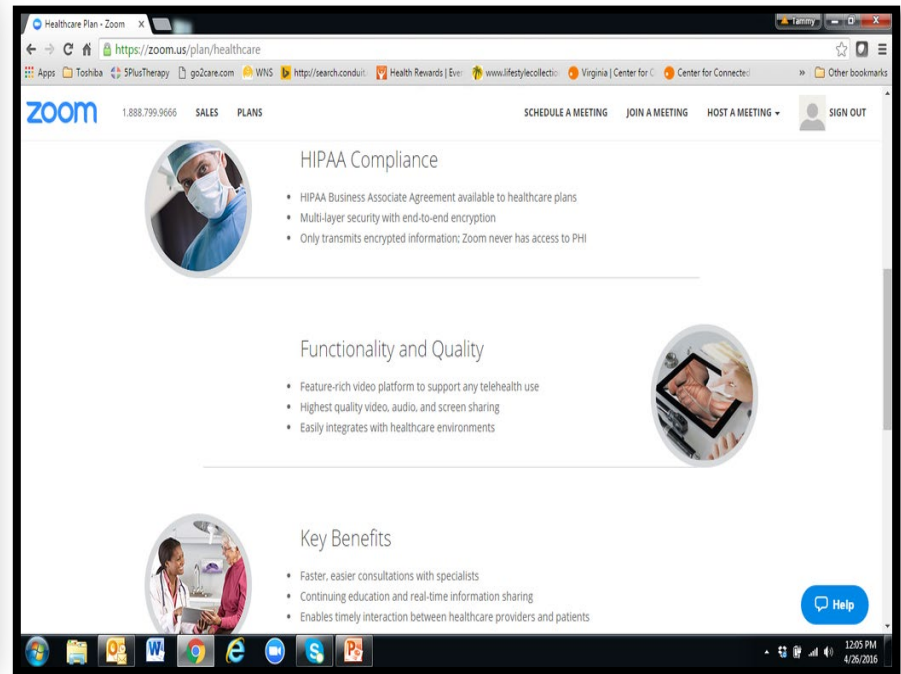 Healthcare Plan - Zoom
Tammy
https://zoom.us/plan/healthcare
Apps Toshiba 5PlusTherapy go2care.com WNS http://search.conduit. Health Rewards | Ever www.lifestylecollectio Virginia | Center for C Center for Connected » Other bookmarks
zoom 1.888.799.9666 SALES PLANS SCHEDULE A MEETING JOIN A MEETING HOST A MEETING SIGN OUT
HIPAA Compliance
• HIPAA Business Associate Agreement available to healthcare plans
• Multi-layer security with end-to-end encryption
• Only transmits encrypted information; Zoom never has access to PHI
Functionality and Quality
• Feature-rich video platform to support any telehealth use
• Highest quality video, audio, and screen sharing
• Easily integrates with healthcare environments
Key Benefits
• Faster, easier consultations with specialists
• Continuing education and real-time information sharing
• Enables timely interaction between healthcare providers and patients
Help
12:05 PM
4/26/2016